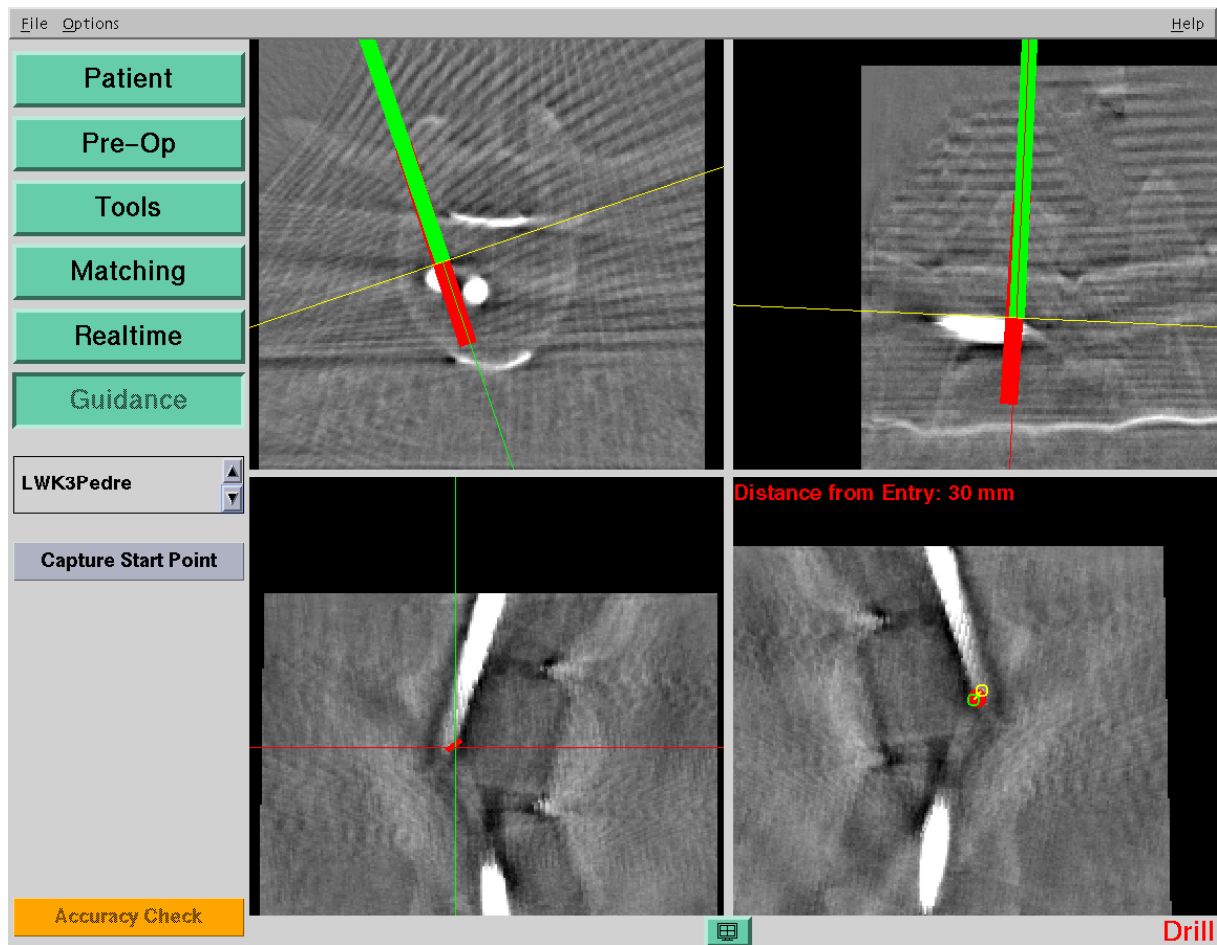 File Options Help
Patient
Pre-Op
Tools
Matching
Realtime
Guidance
LWK3Pedre
Capture Start Point
Accuracy Check
Distance from Entry: 30 mm
Drill